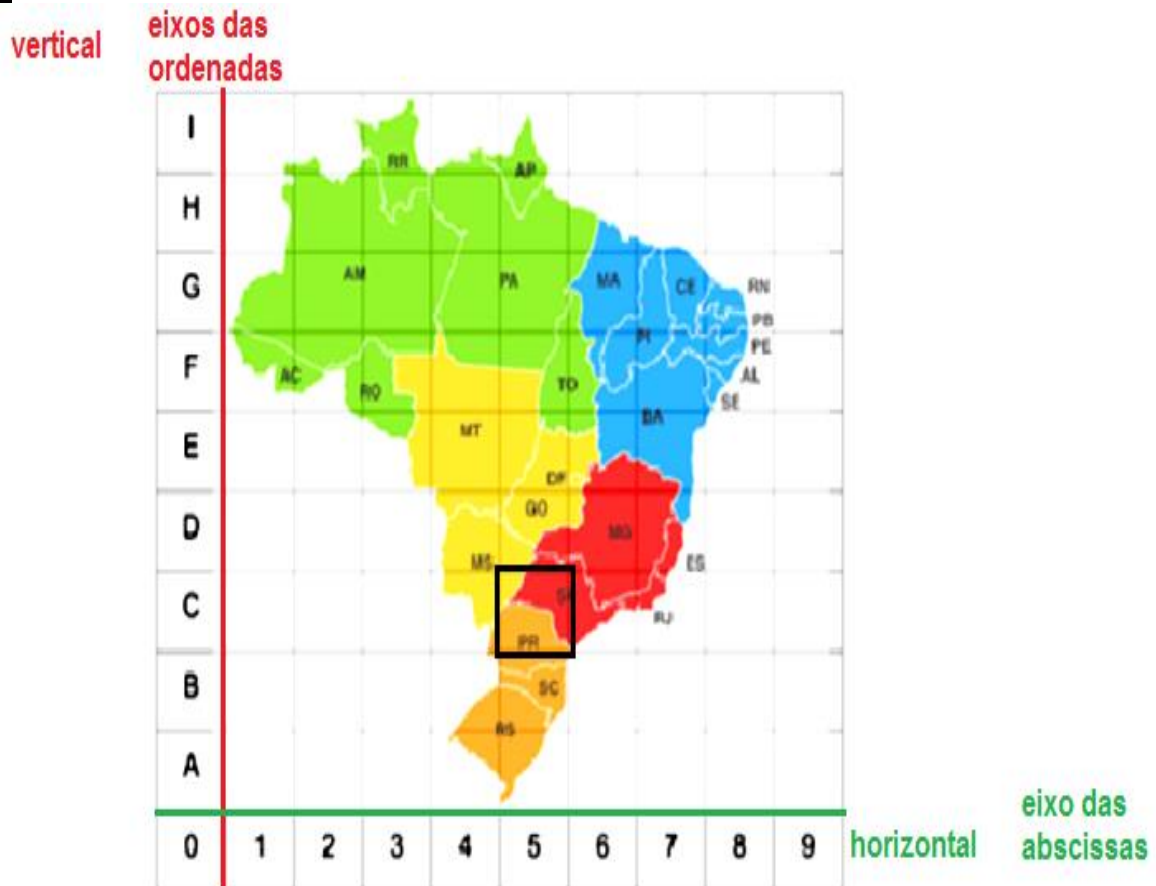 vertical
eixos das
ordenadas
I
RR
AP
H
AM
PA
MA
CE
RN
G
PB
PI
PE
F
AC
RO
TO
AL
SE
BA
MT
E
DF
GO
D
MG
MS
ES
C
SP
RJ
PR
B
SC
RS
A
eixo das
abscissas
0 1 2 3 4 5 6 7 8 9 horizontal